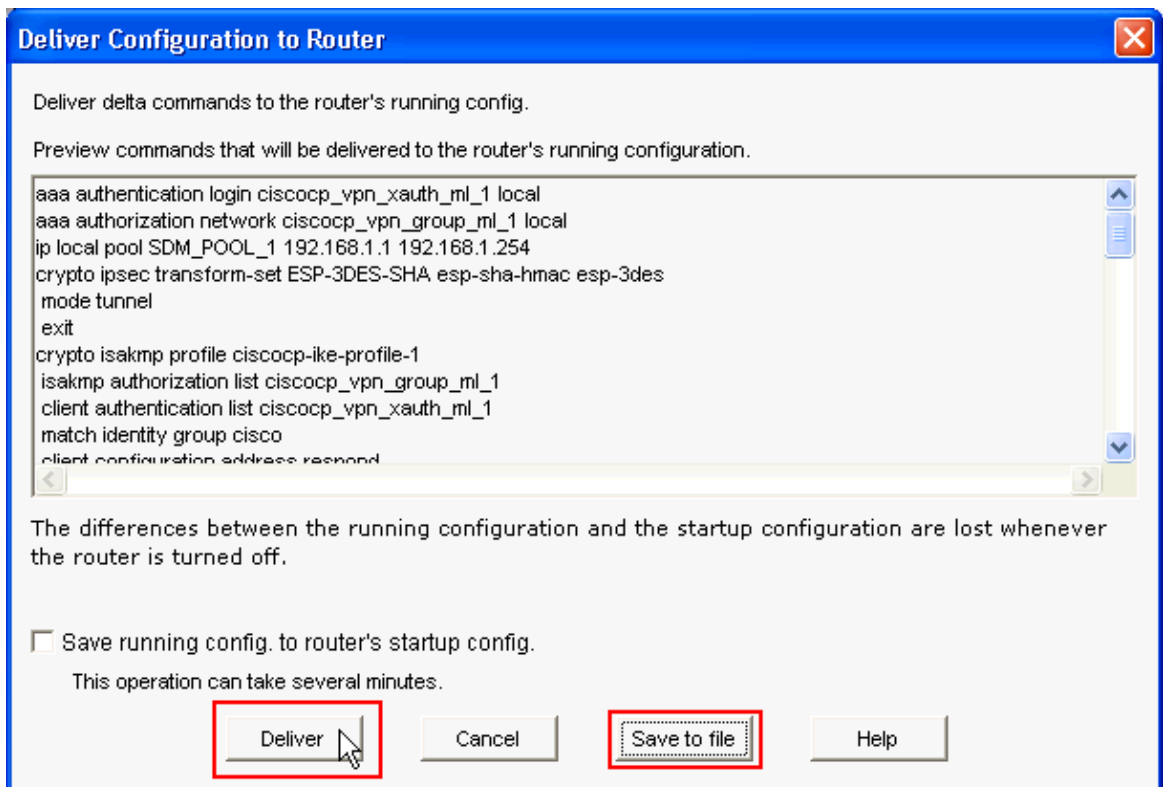 Deliver Configuration to Router
Deliver delta commands to the router's running config.
Preview commands that will be delivered to the router's running configuration.
aaa authentication login ciscocp_vpn_xauth_ml_1 local
aaa authorization network ciscocp_vpn_group_ml_1 local
ip local pool SDM_POOL_1 192.168.1.1 192.168.1.254
crypto ipsec transform-set ESP-3DES-SHA esp-sha-hmac esp-3des
mode tunnel
exit
crypto isakmp profile ciscocp-ike-profile-1
isakmp authorization list ciscocp_vpn_group_ml_1
client authentication list ciscocp_vpn_xauth_ml_1
match identity group cisco
client configuration address respond
The differences between the running configuration and the startup configuration are lost whenever
the router is turned off.
Save running config. to router's startup config.
This operation can take several minutes.
Deliver Cancel Save to file Help